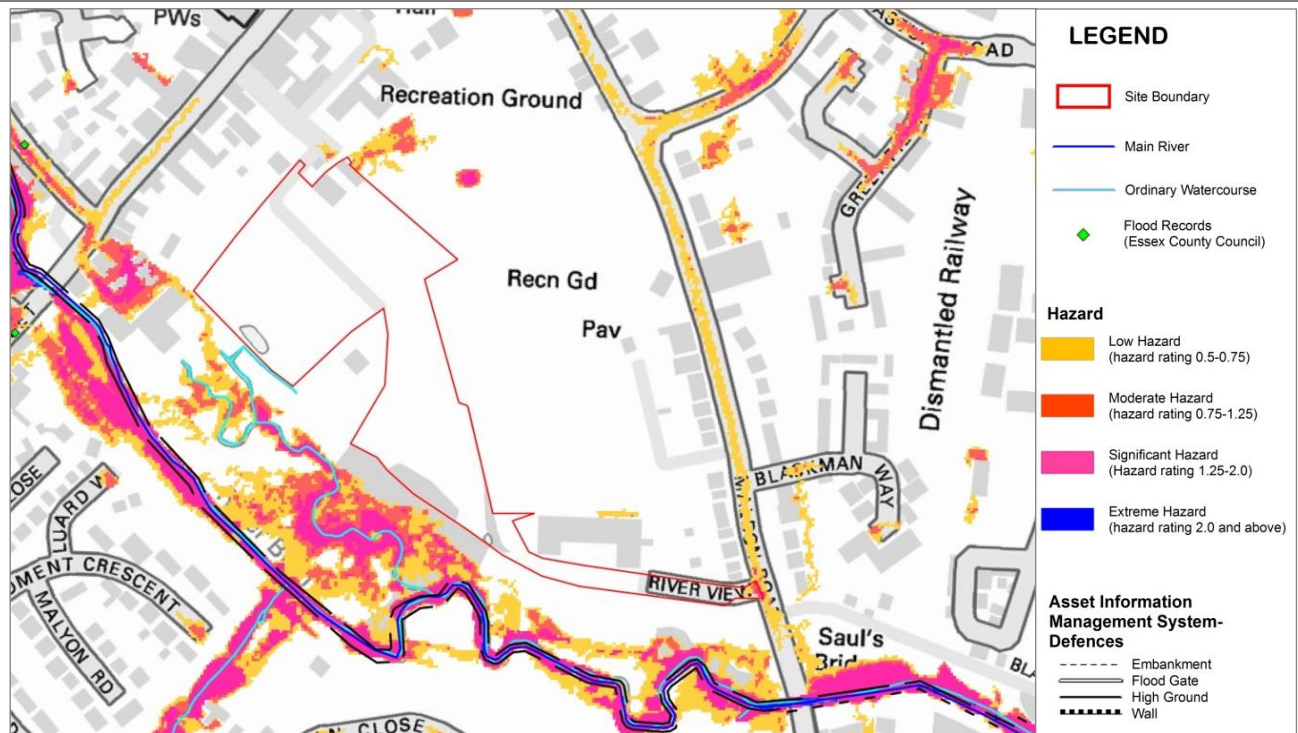 PWs
Hall
Recreation Ground
CAD
GRE
Dismantled Railway
Recn Gd
Pav
BLACKMAN WAY
RIVER VIEW
CLOSE
LUARD W
MENT CRESCENT
MALYON RD
Saul's
Brid
CLOSE
LEGEND
Site Boundary
Main River
Ordinary Watercourse
Flood Records
(Essex County Council)
Hazard
Low Hazard
(hazard rating 0.5-0.75)
Moderate Hazard
(hazard rating 0.75-1.25)
Significant Hazard
(Hazard rating 1.25-2.0)
Extreme Hazard
(hazard rating 2.0 and above)
Asset Information
Management System-
Defences
Embankment
Flood Gate
High Ground
Wall